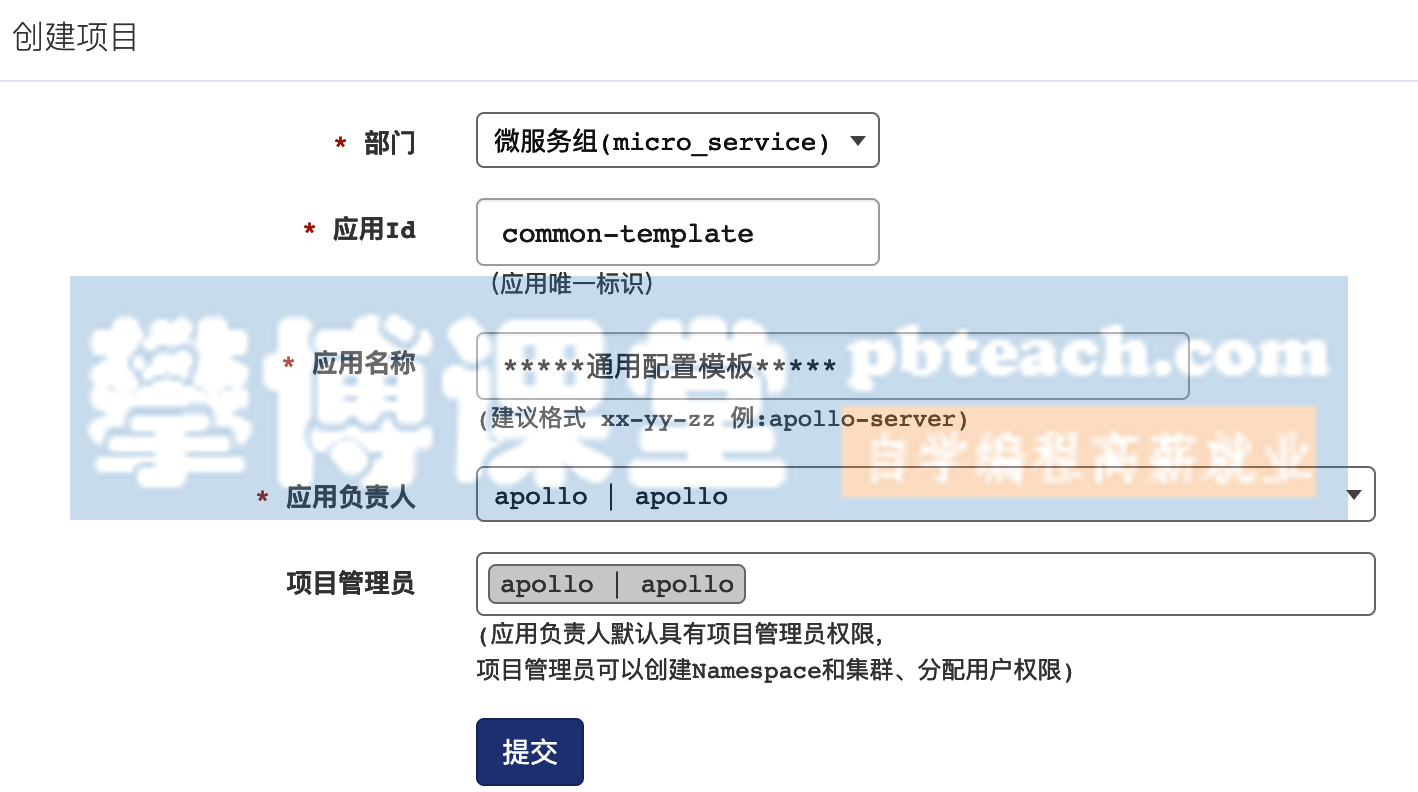 创建项目
* 部门 微服务组(micro_service)
* 应用Id common-template
(应用唯一标识)
* 应用名称 *****通用配置模板*****
(建议格式 xx-yy-zz 例:apollo-server)
* 应用负责人 apollo | apollo
项目管理员 apollo | apollo
(应用负责人默认具有项目管理员权限,
项目管理员可以创建Namespace和集群、分配用户权限)
提交
攀博课堂
pbteach.com
自学编程高薪就业